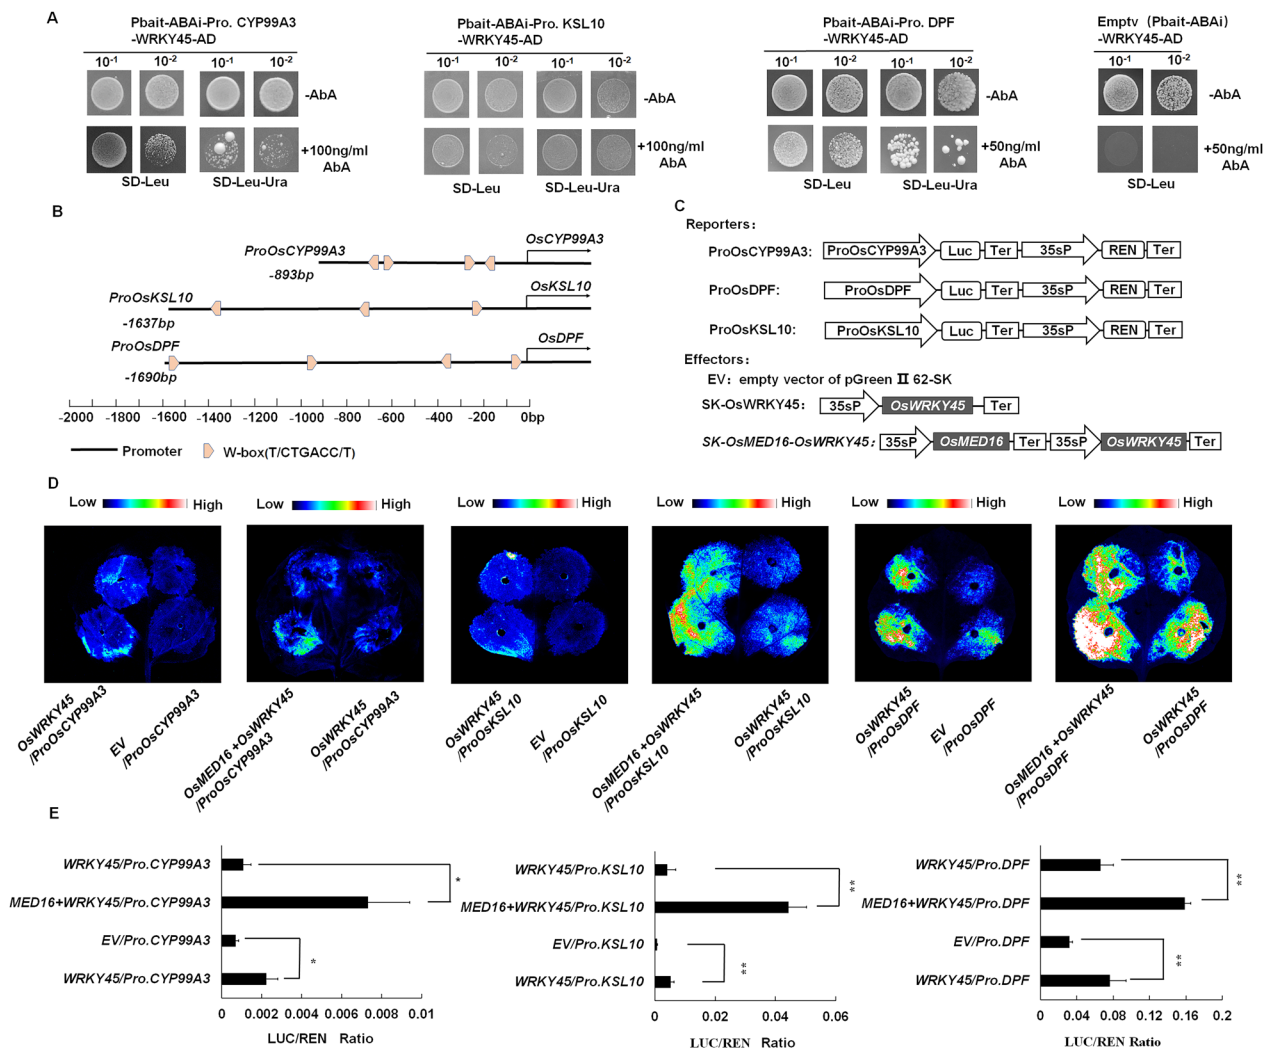 A
Pbait-ABAi-Pro. CYP99A3
-WRKY45-AD
10-1 10-2 10-1 10-2
-AbA
+100ng/ml
AbA
SD-Leu SD-Leu-Ura
Pbait-ABAi-Pro. KSL10
-WRKY45-AD
10-1 10-2 10-1 10-2
-AbA
+100ng/ml
AbA
SD-Leu SD-Leu-Ura
Pbait-ABAi-Pro. DPF
-WRKY45-AD
10-1 10-2 10-1 10-2
-AbA
+50ng/ml
AbA
SD-Leu SD-Leu-Ura
Emptv (Pbait-ABAi)
-WRKY45-AD
10-1 10-2
-AbA
+50ng/ml
AbA
SD-Leu
B
ProOsCYP99A3 OsCYP99A3
-893bp
ProOsKSL10 OsKSL10
-1637bp
ProOsDPF OsDPF
-1690bp
-2000 -1800 -1600 -1400 -1200 -1000 -800 -600 -400 -200 0bp
Promoter W-box(T/CTGACC/T)
C
Reporters:
ProOsCYP99A3: ProOsCYP99A3 Luc Ter 35sP REN Ter
ProOsDPF: ProOsDPF Luc Ter 35sP REN Ter
ProOsKSL10: ProOsKSL10 Luc Ter 35sP REN Ter
Effectors:
EV: empty vector of pGreen II 62-SK
SK-OsWRKY45: 35sP OsWRKY45 Ter
SK-OsMED16-OsWRKY45: 35sP OsMED16 Ter 35sP OsWRKY45 Ter
D
Low High Low High Low High Low High Low High Low High
OsWRKY45
/ProOsCYP99A3
EV
/ProOsCYP99A3
OsMED16 +OsWRKY45
/ProOsCYP99A3
OsWRKY45
/ProOsCYP99A3
OsWRKY45
/ProOsKSL10
EV
/ProOsKSL10
OsMED16 +OsWRKY45
/ProOsKSL10
OsWRKY45
/ProOsKSL10
OsWRKY45
/ProOsDPF
EV
/ProOsDPF
OsMED16 +OsWRKY45
/ProOsDPF
OsWRKY45
/ProOsDPF
E
WRKY45/Pro.CYP99A3
*
MED16+WRKY45/Pro.CYP99A3
EV/Pro.CYP99A3
*
WRKY45/Pro.CYP99A3
0 0.002 0.004 0.006 0.008 0.01
LUC/REN Ratio
WRKY45/Pro.KSL10
**
MED16+WRKY45/Pro.KSL10
EV/Pro.KSL10
**
WRKY45/Pro.KSL10
0 0.02 0.04 0.06
LUC/REN Ratio
WRKY45/Pro.DPF
**
MED16+WRKY45/Pro.DPF
EV/Pro.DPF
**
WRKY45/Pro.DPF
0 0.04 0.08 0.12 0.16 0.2
LUC/REN Ratio